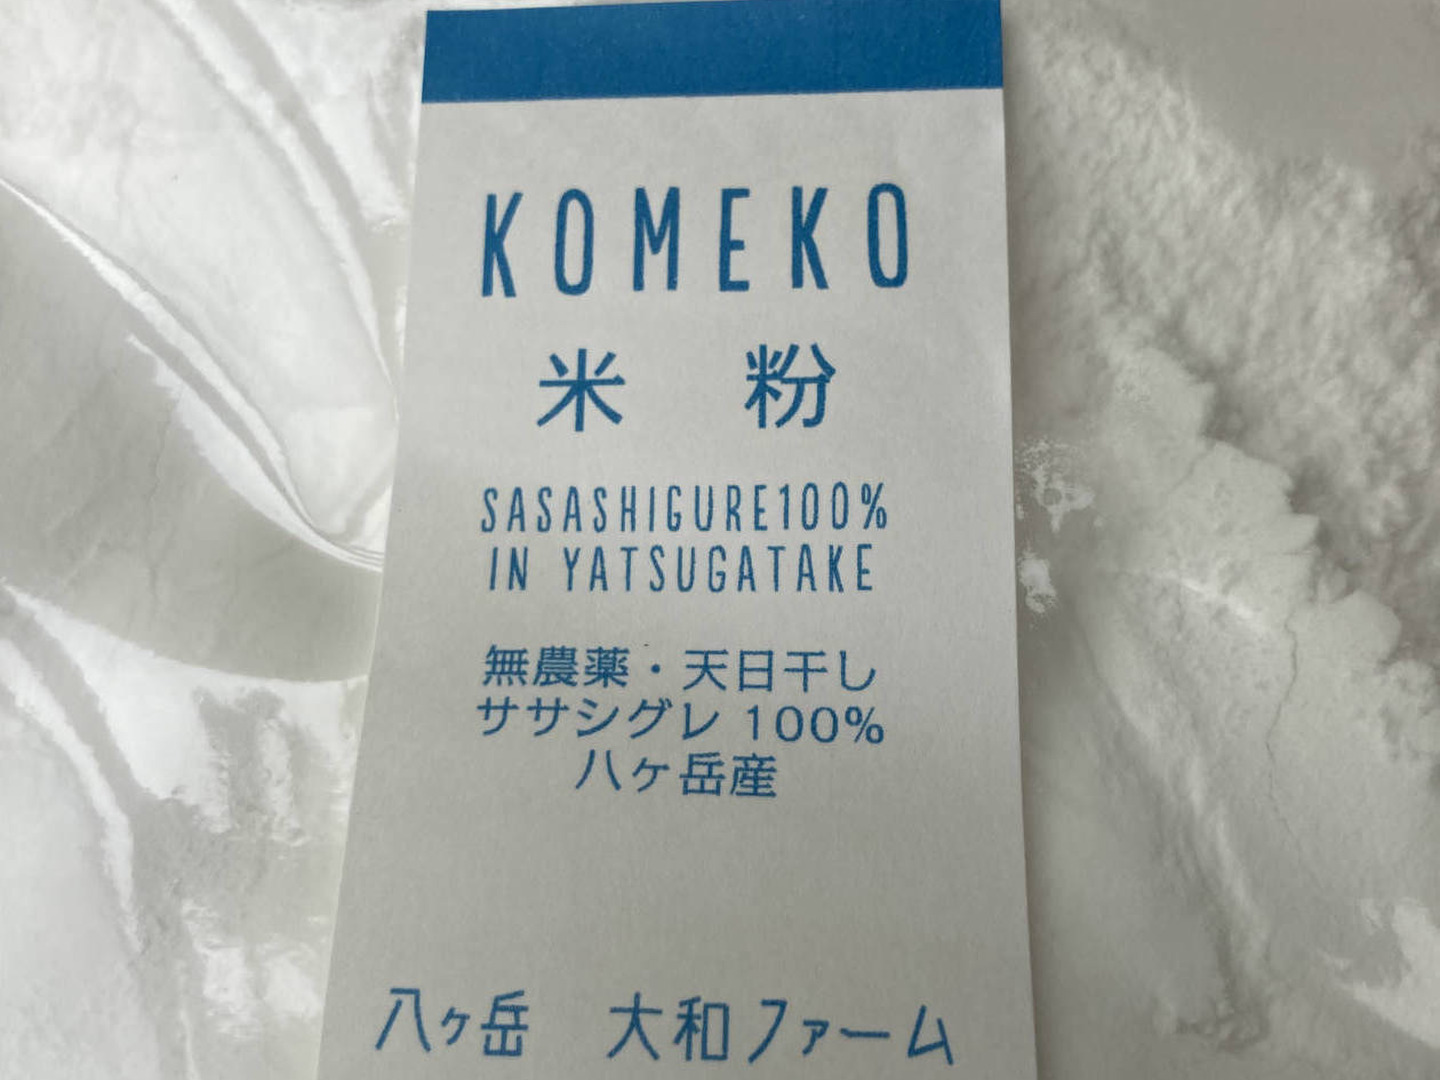 KOMEKO
米 粉
SASASHIGURE100%
IN YATSUGATAKE
無農薬・天日干し
ササシグレ 100%
八ヶ岳産
八ヶ岳 大和ファーム